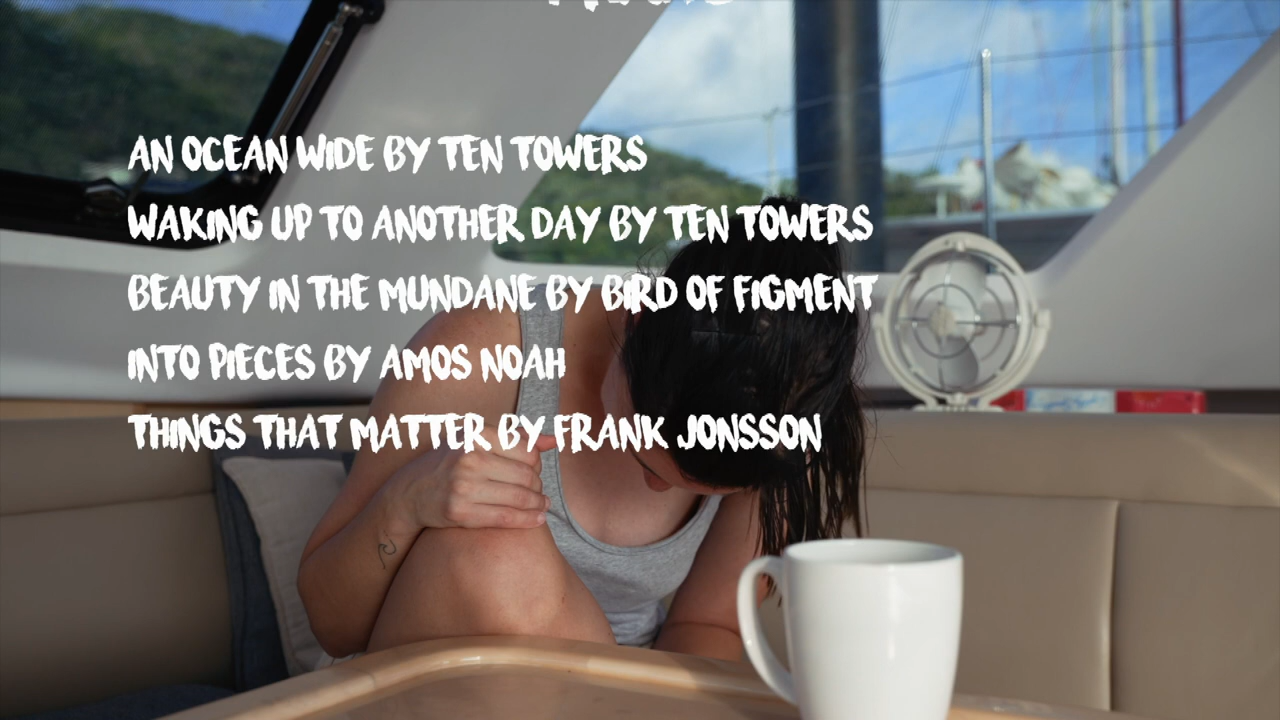 AN OCEAN WIDE BY TEN TOWERS
WAKING UP TO ANOTHER DAY BY TEN TOWERS
BEAUTY IN THE MUNDANE BY BIRD OF FIGMENT
INTO PIECES BY AMOS NOAH
THINGS THAT MATTER BY FRANK JONSSON